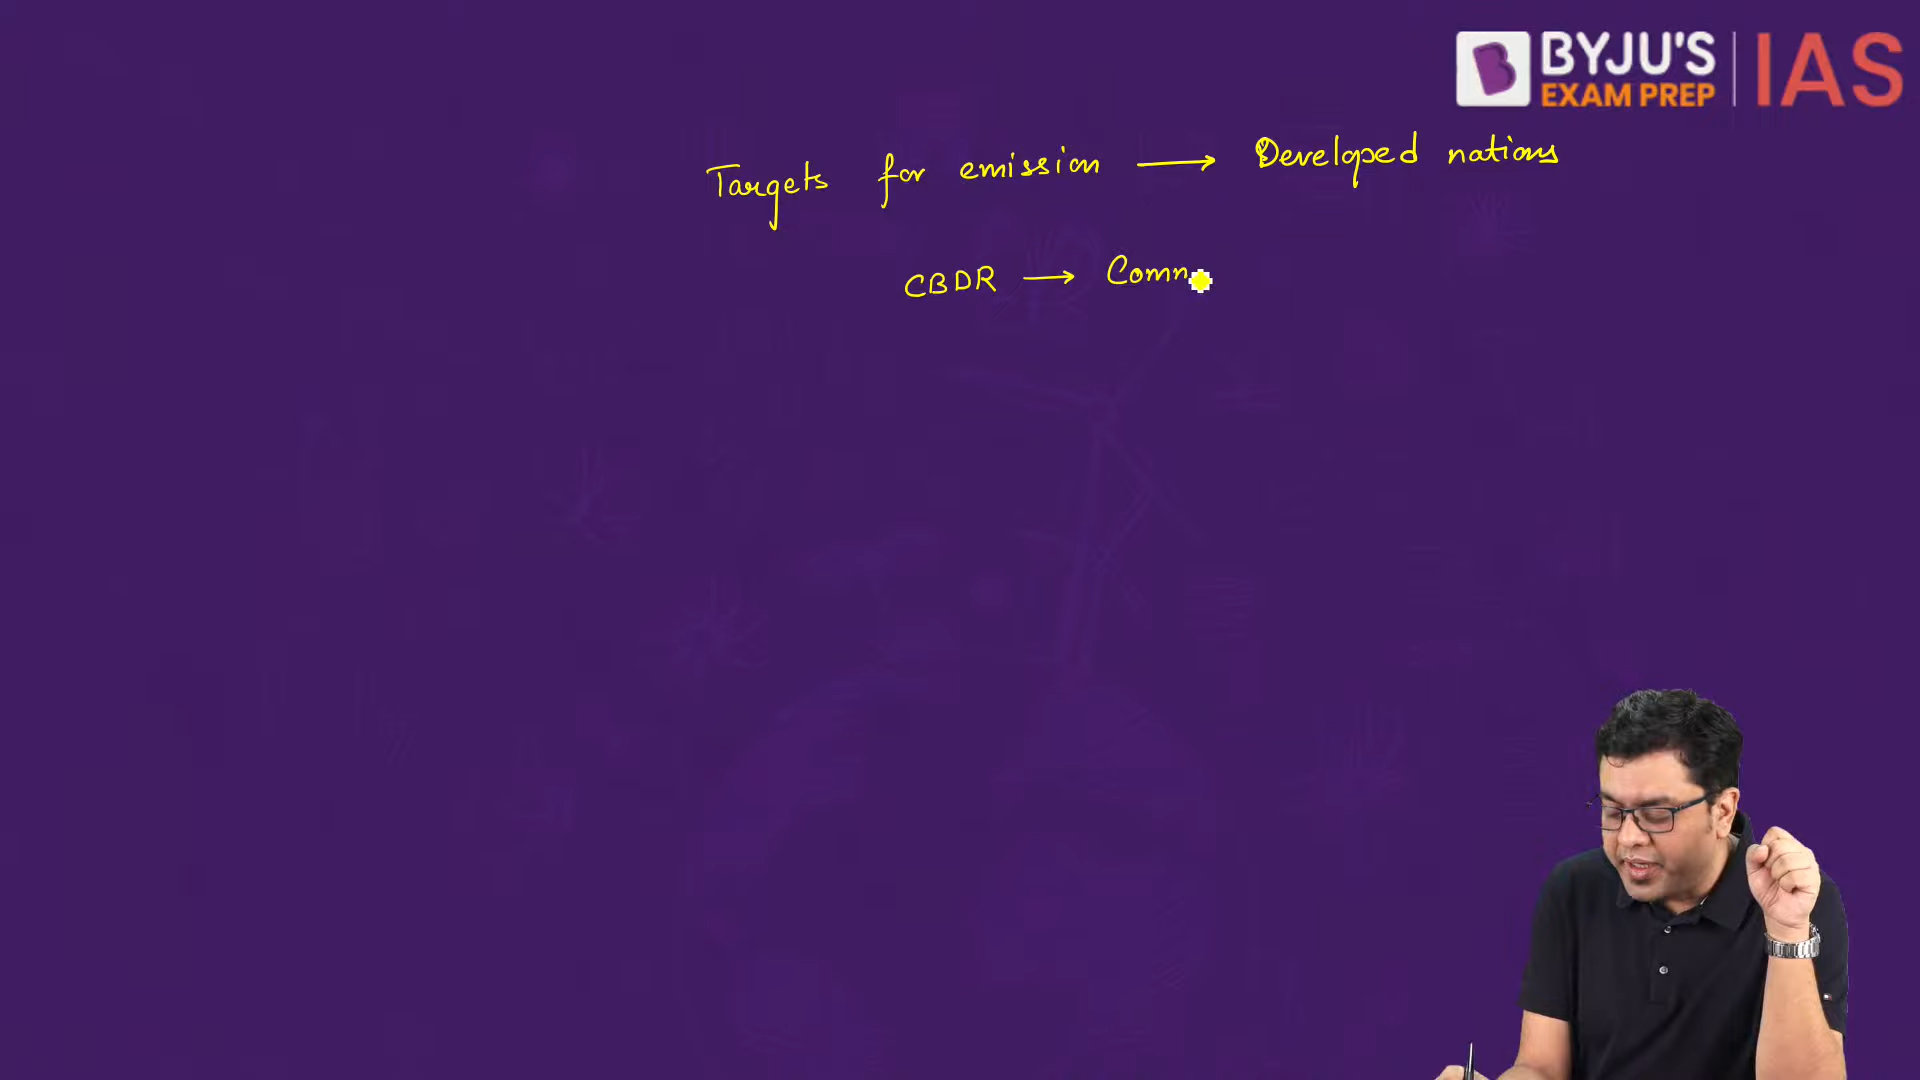 BYJU'S
EXAM PREP
IAS
Targets for emission → Developed nations
CBDR → Comm